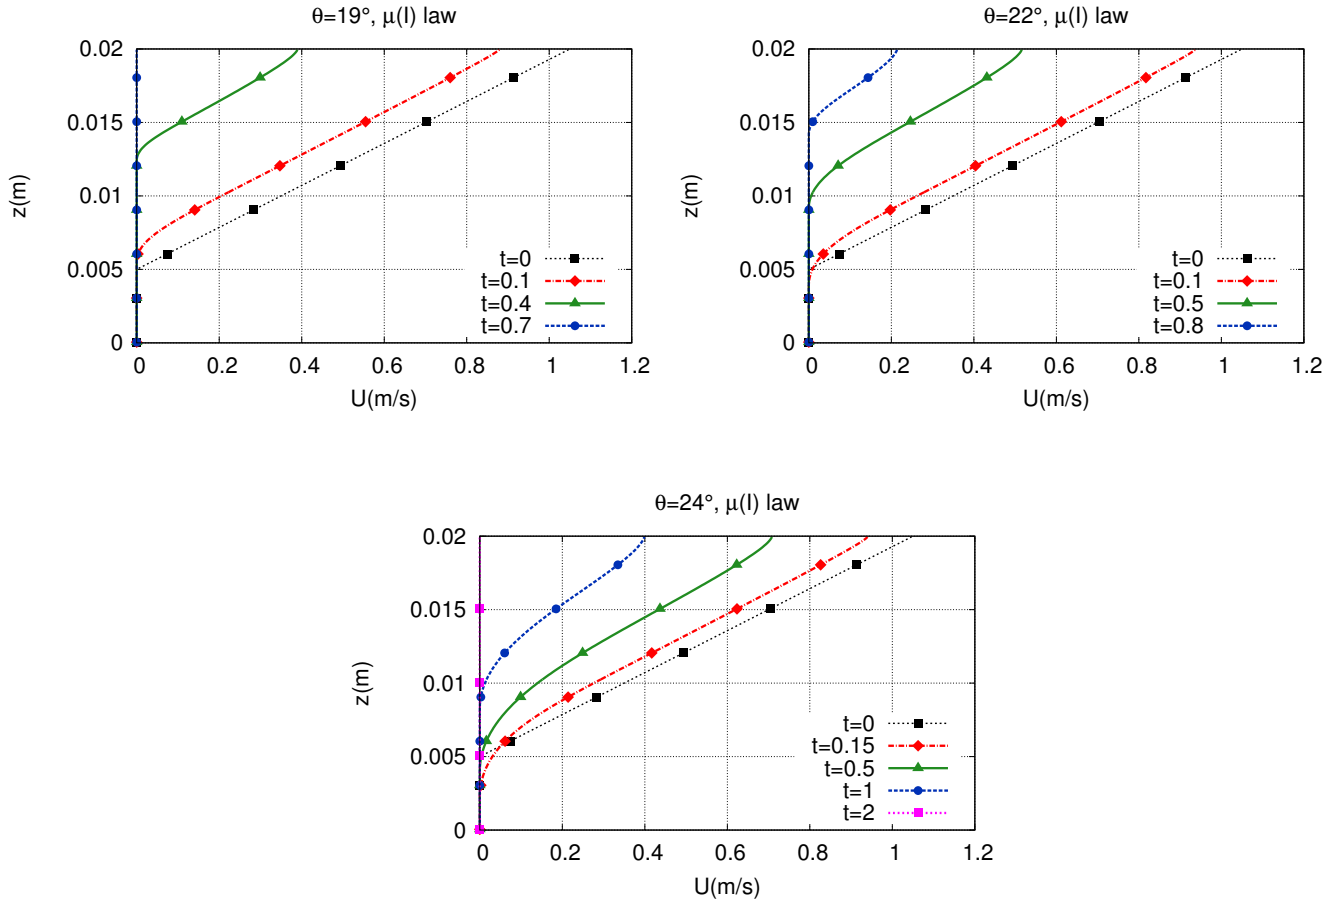 θ=19°, μ(I) law
0.02
0.015
0.01
0.005
0
z(m)
t=0
t=0.1
t=0.4
t=0.7
0 0.2 0.4 0.6 0.8 1 1.2
U(m/s)
θ=22°, μ(I) law
0.02
0.015
0.01
0.005
0
z(m)
t=0
t=0.1
t=0.5
t=0.8
0 0.2 0.4 0.6 0.8 1 1.2
U(m/s)
θ=24°, μ(I) law
0.02
0.015
0.01
0.005
0
z(m)
t=0
t=0.15
t=0.5
t=1
t=2
0 0.2 0.4 0.6 0.8 1 1.2
U(m/s)